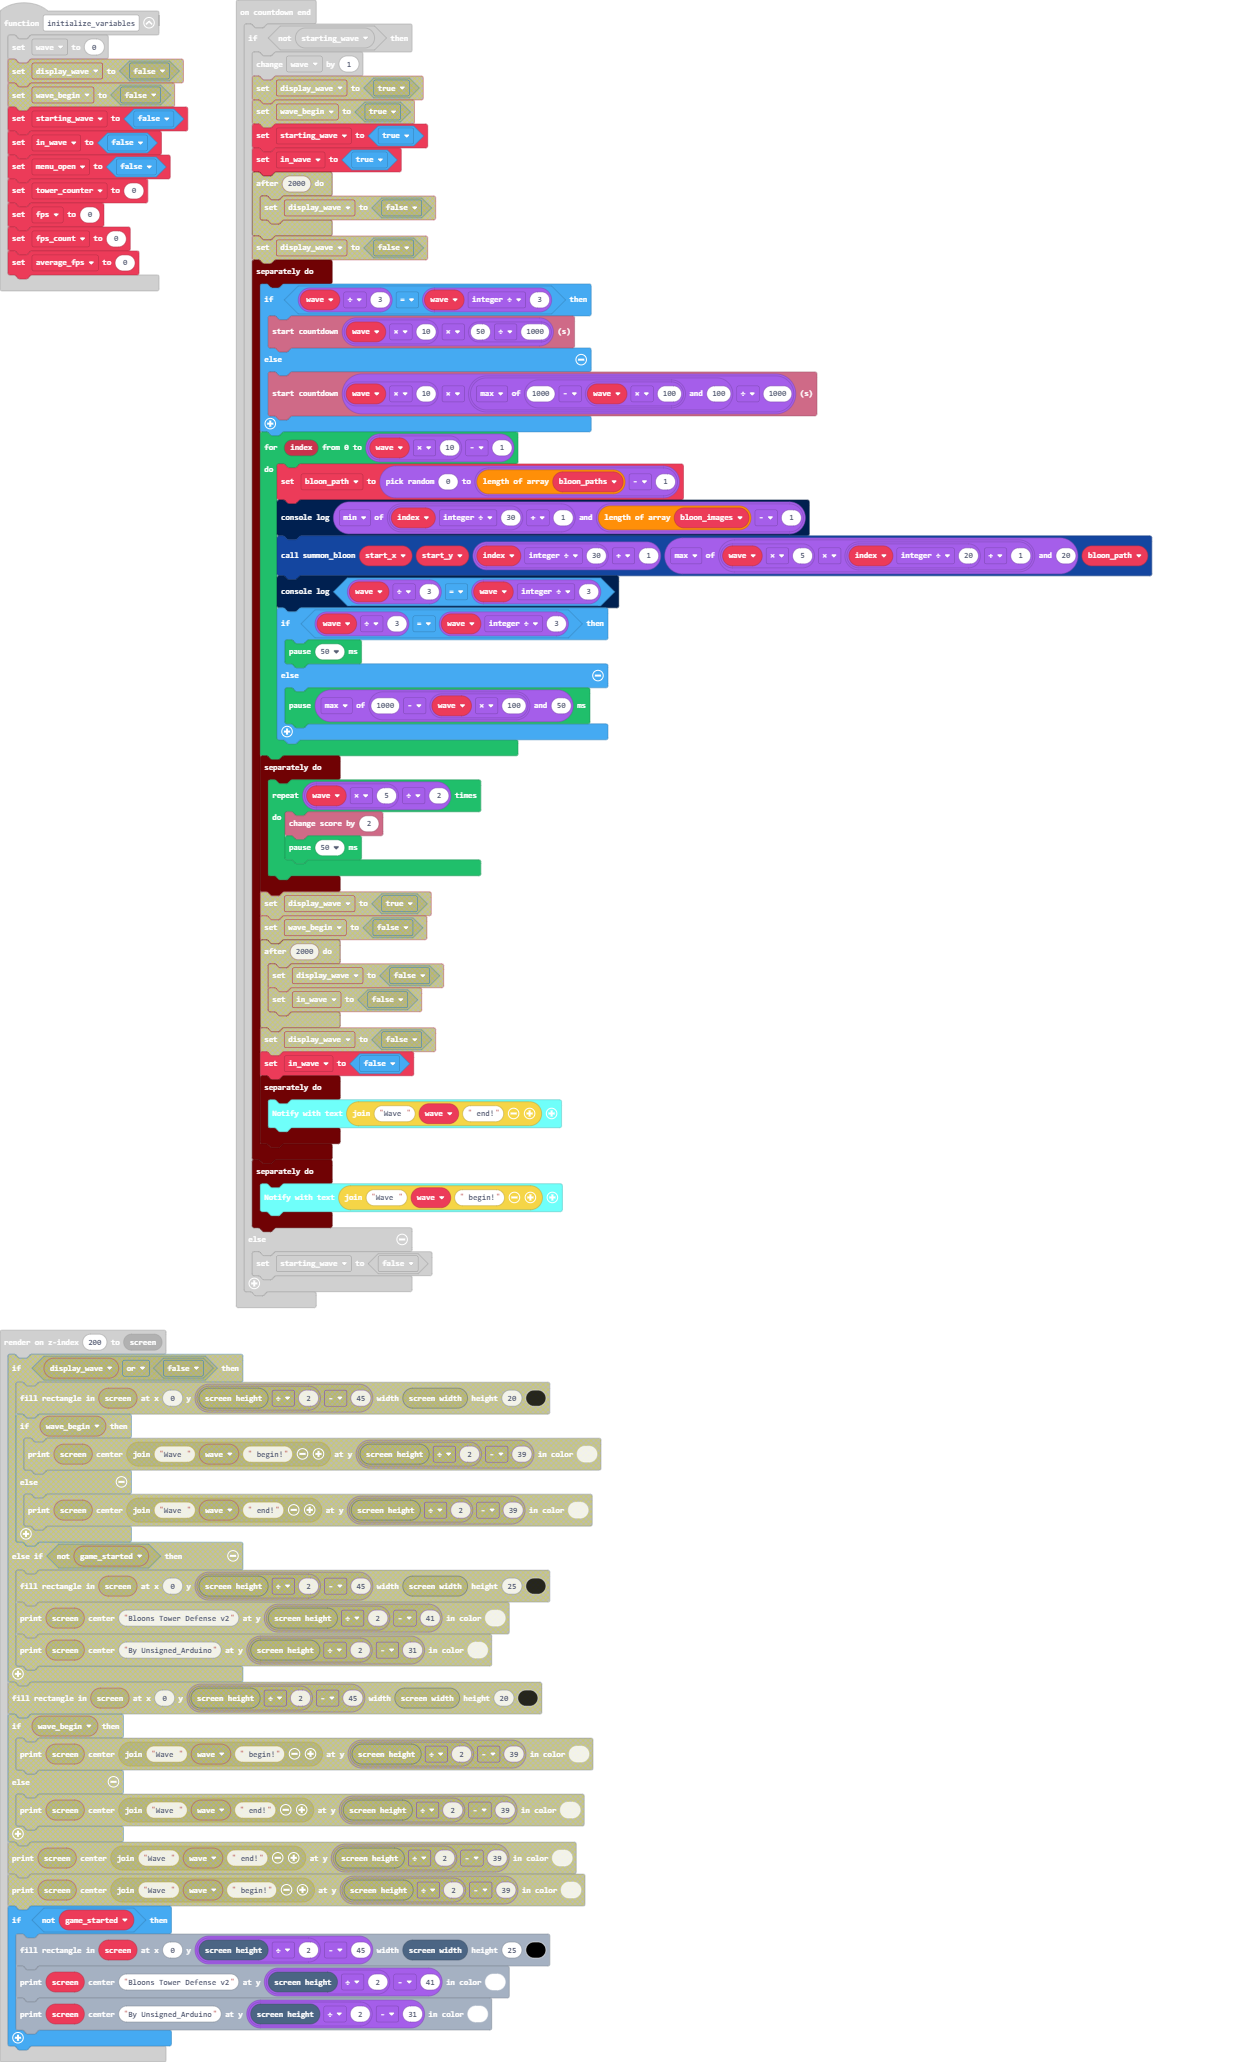 function initialize_variables
set wave to 0
set display_wave to false
set wave_begin to false
set starting_wave to false
set in_wave to false
set menu_open to false
set tower_counter to 0
set fps to 0
set fps_count to 0
set average_fps to 0
on countdown end
if not starting_wave then
change wave by 1
set display_wave to true
set wave_begin to true
set starting_wave to true
set in_wave to true
after 2000 do
set display_wave to false
set display_wave to false
separately do
if wave ÷ 3 = wave integer ÷ 3 then
start countdown wave × 10 × 50 ÷ 1000 (s)
else
start countdown wave × 10 × max of 1000 - wave × 100 and 100 ÷ 1000 (s)
for index from 0 to wave × 10 - 1
do
set bloon_path to pick random 0 to length of array bloon_paths - 1
console log min of index integer ÷ 30 + 1 and length of array bloon_images - 1
call summon_bloon start_x start_y index integer ÷ 30 + 1 max of wave × 5 × index integer ÷ 20 + 1 and 20 bloon_path
console log wave ÷ 3 = wave integer ÷ 3
if wave ÷ 3 = wave integer ÷ 3 then
pause 50 ms
else
pause max of 1000 - wave × 100 and 50 ms
separately do
repeat wave × 5 ÷ 2 times
do
change score by 2
pause 50 ms
set display_wave to true
set wave_begin to false
after 2000 do
set display_wave to false
set in_wave to false
set display_wave to false
set in_wave to false
separately do
Notify with text join "Wave " wave " end!"
separately do
Notify with text join "Wave " wave " begin!"
else
set starting_wave to false
render on z-index 200 to screen
if display_wave or false then
fill rectangle in screen at x 0 y screen height ÷ 2 - 45 width screen width height 20
if wave_begin then
print screen center join "Wave " wave " begin!" at y screen height ÷ 2 - 39 in color
else
print screen center join "Wave " wave " end!" at y screen height ÷ 2 - 39 in color
else if not game_started then
fill rectangle in screen at x 0 y screen height ÷ 2 - 45 width screen width height 25
print screen center "Bloons Tower Defense v2" at y screen height ÷ 2 - 41 in color
print screen center "By Unsigned_Arduino" at y screen height ÷ 2 - 31 in color
fill rectangle in screen at x 0 y screen height ÷ 2 - 45 width screen width height 20
if wave_begin then
print screen center join "Wave " wave " begin!" at y screen height ÷ 2 - 39 in color
else
print screen center join "Wave " wave " end!" at y screen height ÷ 2 - 39 in color
print screen center join "Wave " wave " end!" at y screen height ÷ 2 - 39 in color
print screen center join "Wave " wave " begin!" at y screen height ÷ 2 - 39 in color
if not game_started then
fill rectangle in screen at x 0 y screen height ÷ 2 - 45 width screen width height 25
print screen center "Bloons Tower Defense v2" at y screen height ÷ 2 - 41 in color
print screen center "By Unsigned_Arduino" at y screen height ÷ 2 - 31 in color